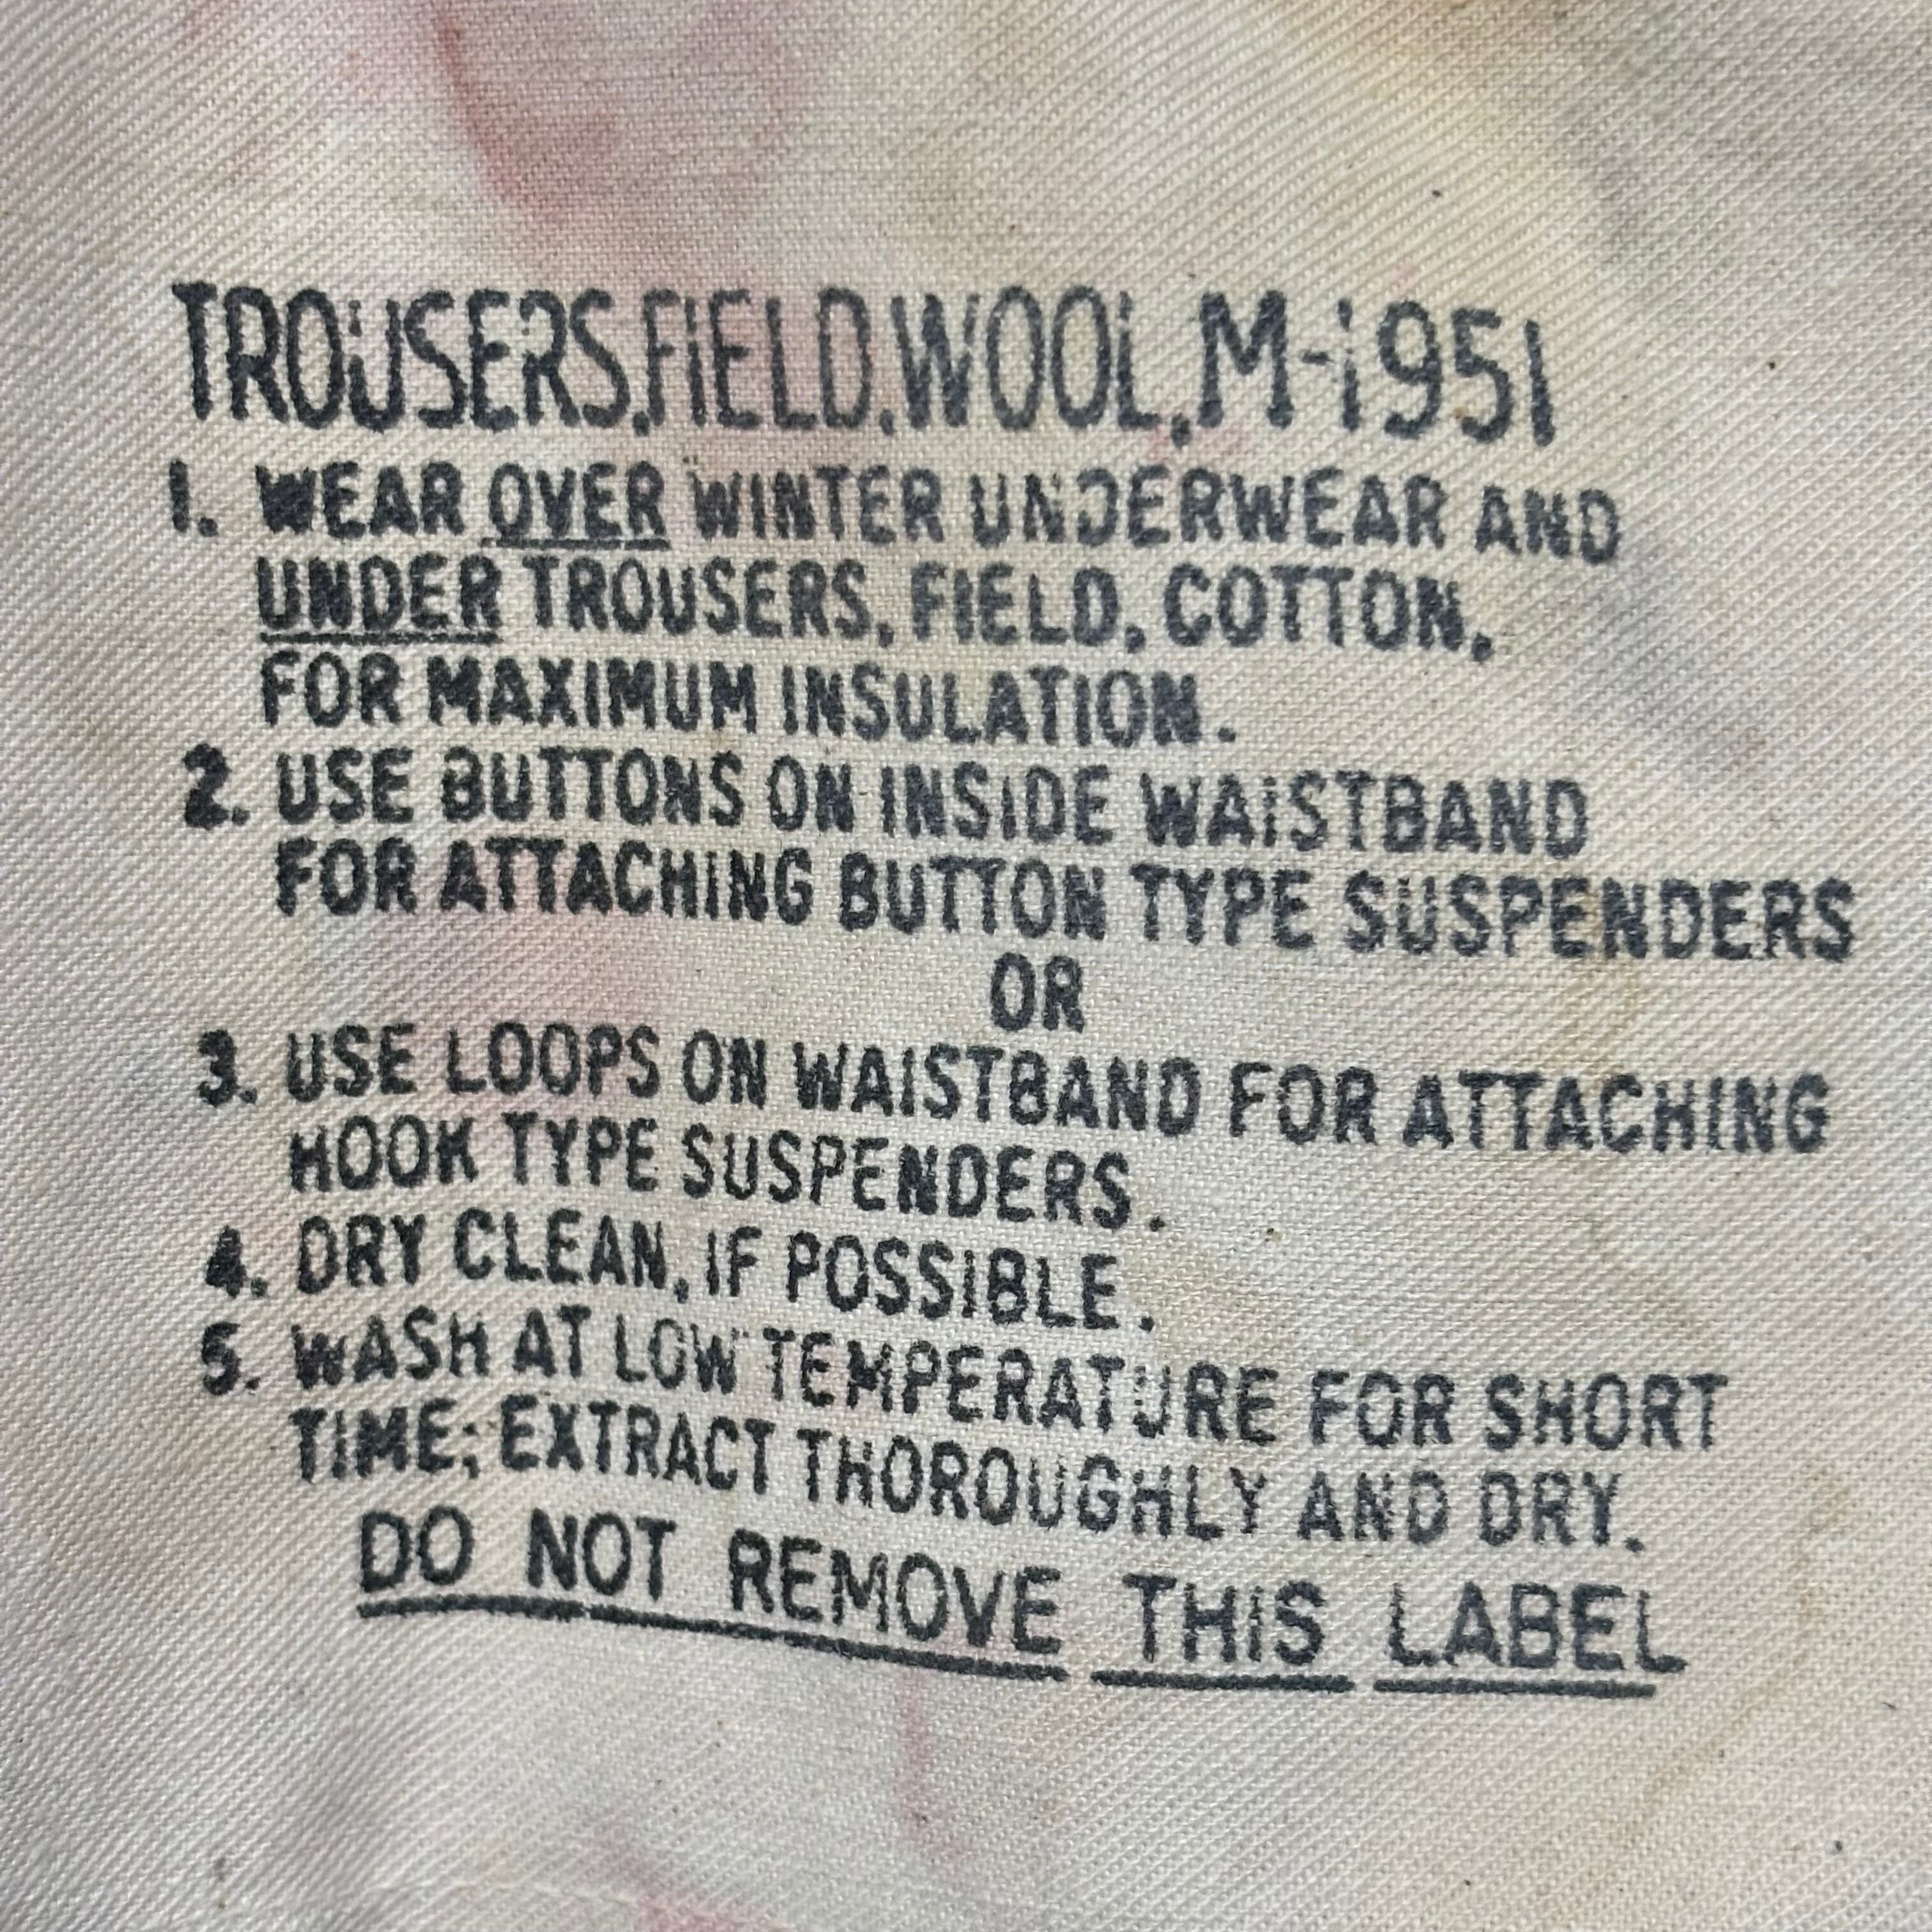 TROUSERS,FIELD,WOOL,M-1951
1. WEAR OVER WINTER UNDERWEAR AND
UNDER TROUSERS, FIELD, COTTON,
FOR MAXIMUM INSULATION.
2. USE BUTTONS ON INSIDE WAISTBAND
FOR ATTACHING BUTTON TYPE SUSPENDERS
OR
3. USE LOOPS ON WAISTBAND FOR ATTACHING
HOOK TYPE SUSPENDERS.
4. DRY CLEAN, IF POSSIBLE.
5. WASH AT LOW TEMPERATURE FOR SHORT
TIME; EXTRACT THOROUGHLY AND DRY.
DO NOT REMOVE THIS LABEL